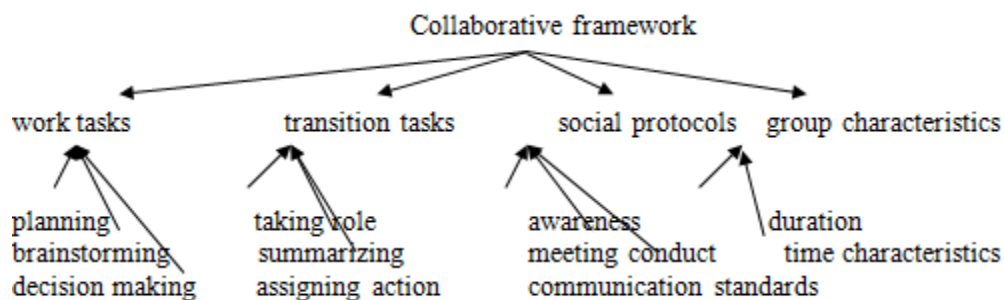 Collaborative framework
work tasks transition tasks social protocols group characteristics
planning taking role awareness duration
brainstorming summarizing meeting conduct time characteristics
decision making assigning action communication standards